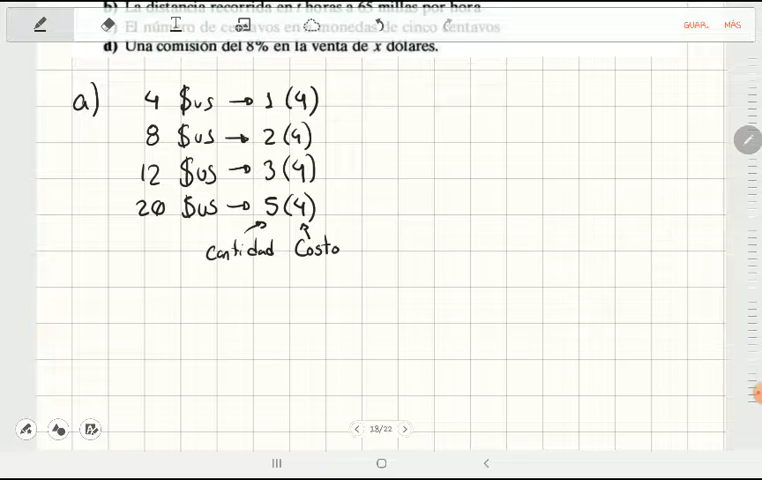 b) La distancia recorrida en t horas a 65 millas por hora
c) El número de centavos en monedas de cinco centavos
GUAR. MÁS
d) Una comisión del 8% en la venta de x dólares.
a) 4 $us → 1 (4)
8 $us → 2 (4)
12 $us → 3 (4)
20 $us → 5 (4)
cantidad Costo
18/22